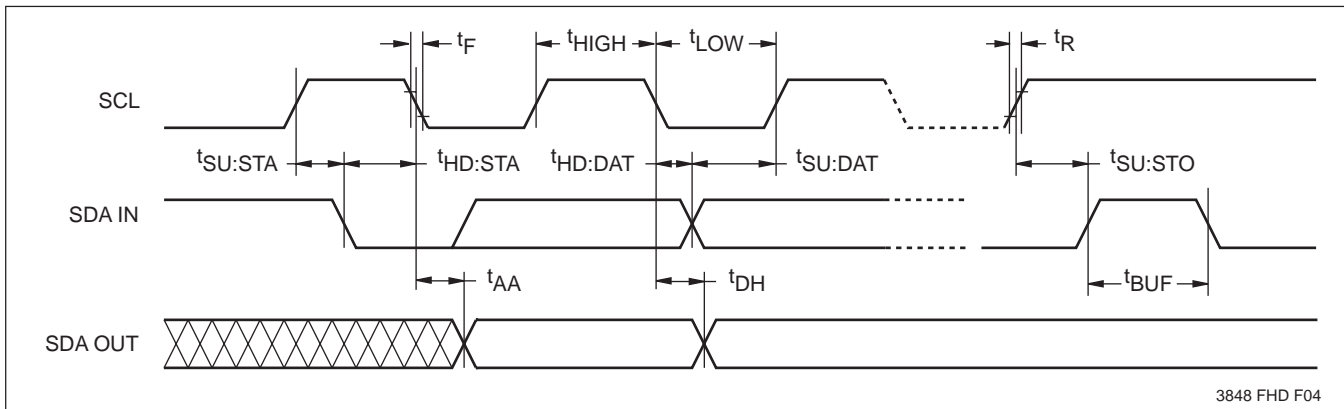 tF
tHIGH
tLOW
tR
SCL
tSU:STA
tHD:STA
tHD:DAT
tSU:DAT
tSU:STO
SDA IN
tAA
tDH
tBUF
SDA OUT
3848 FHD F04